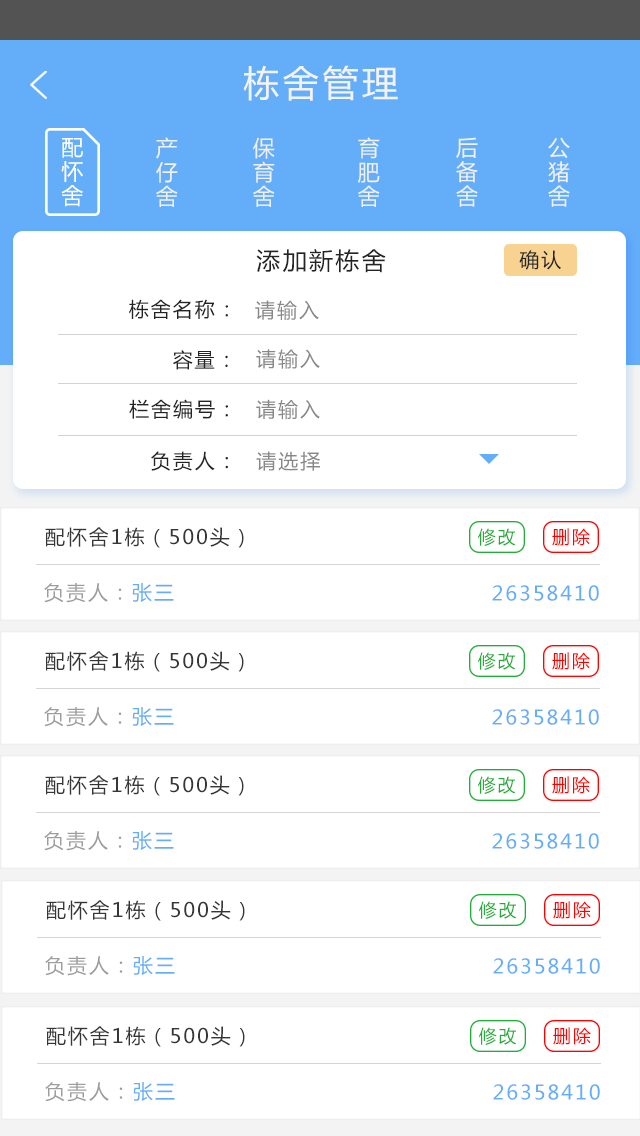 栋舍管理
配怀舍 产仔舍 保育舍 育肥舍 后备舍 公猪舍
添加新栋舍 确认
栋舍名称： 请输入
容量： 请输入
栏舍编号： 请输入
负责人： 请选择
配怀舍1栋（500头） 修改 删除
负责人：张三 26358410
配怀舍1栋（500头） 修改 删除
负责人：张三 26358410
配怀舍1栋（500头） 修改 删除
负责人：张三 26358410
配怀舍1栋（500头） 修改 删除
负责人：张三 26358410
配怀舍1栋（500头） 修改 删除
负责人：张三 26358410